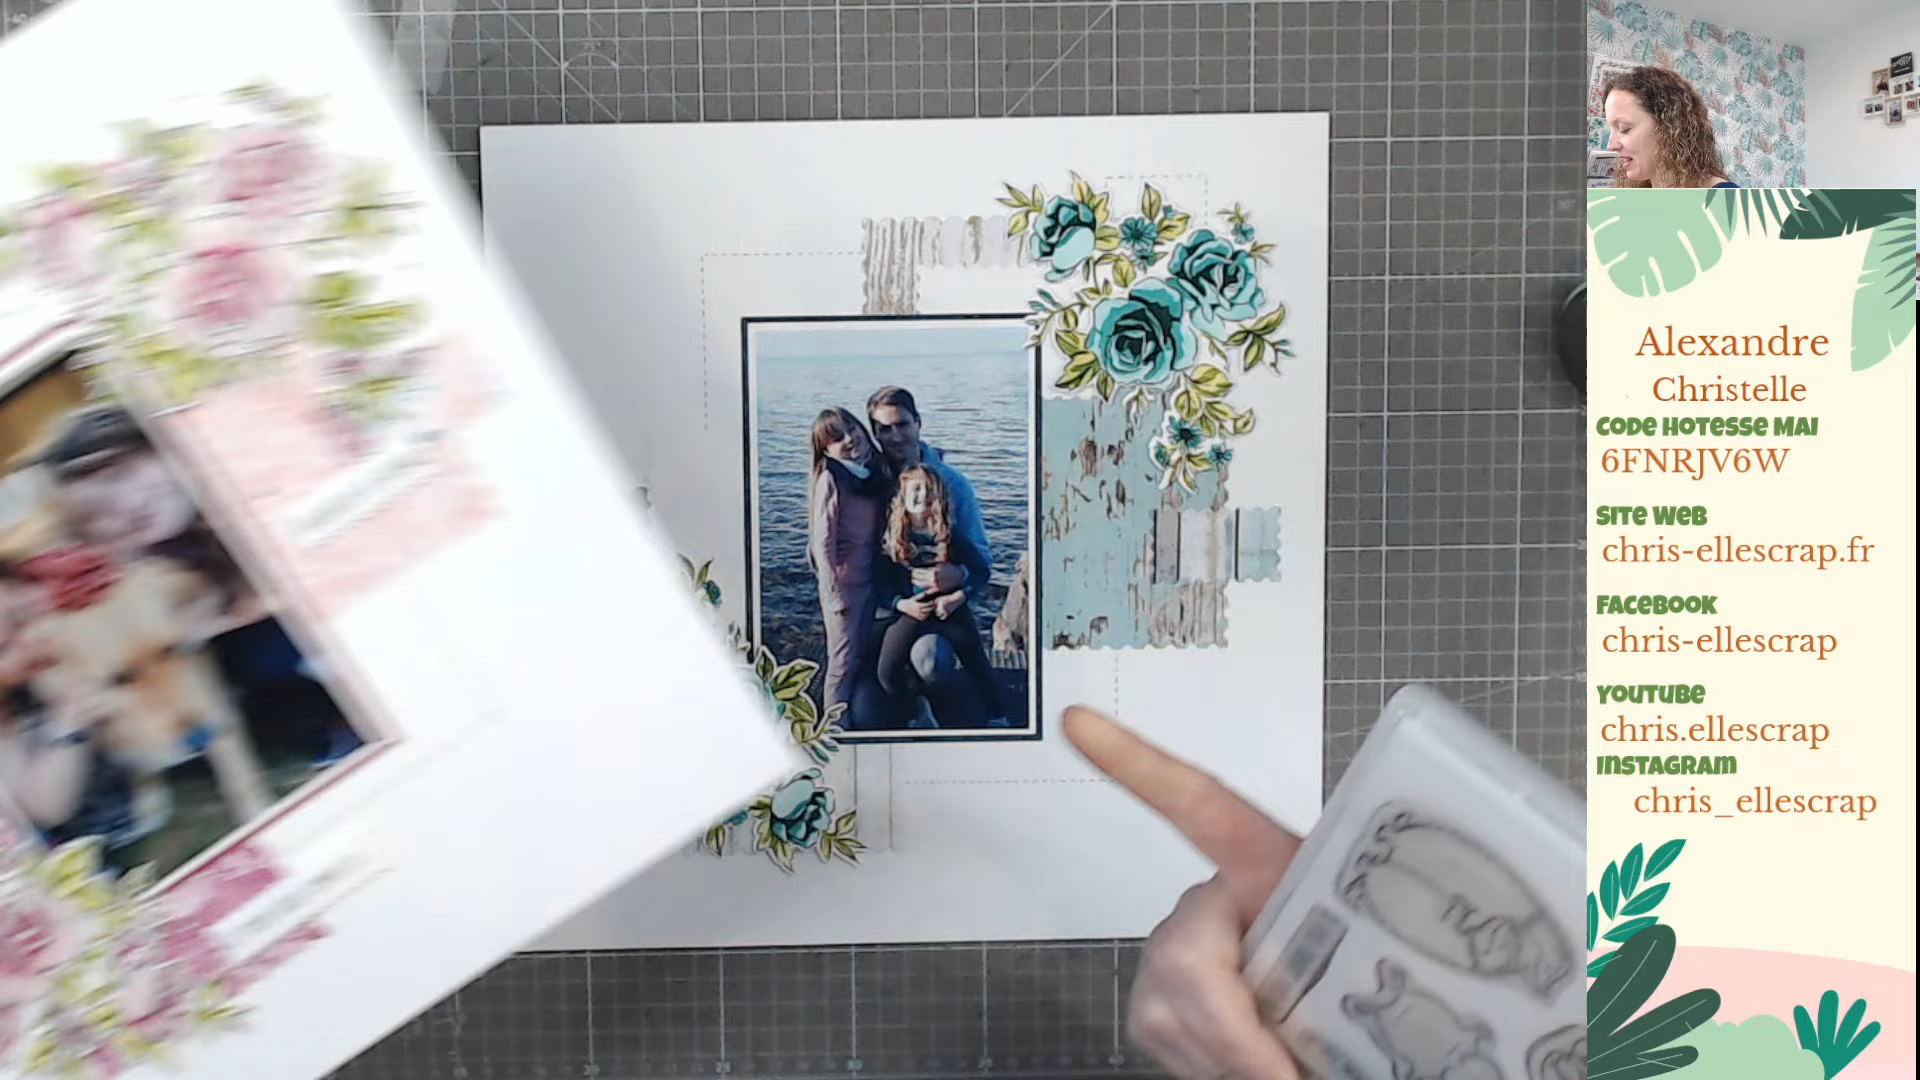 Alexandre
Christelle
CODE HOTESSE MAI
6FNRJV6W
SITE WEB
chris-ellescrap.fr
FACEBOOK
chris-ellescrap
YOUTUBE
chris.ellescrap
INSTAGRAM
chris_ellescrap